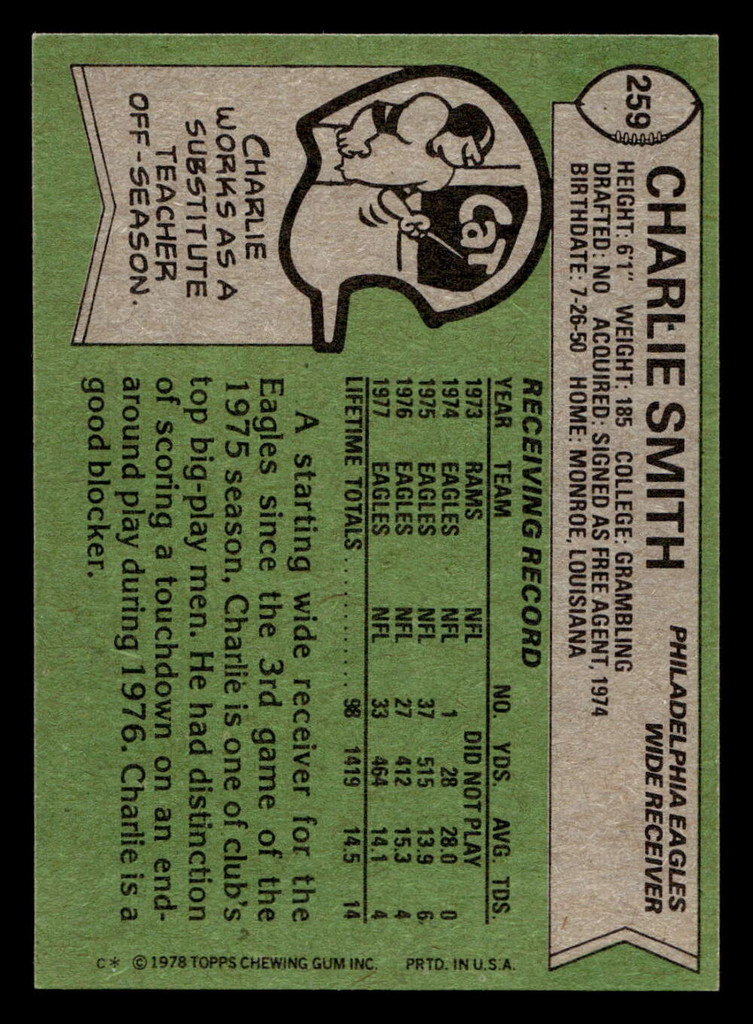 259
CHARLIE SMITH
PHILADELPHIA EAGLES
WIDE RECEIVER
HEIGHT: 6'1" WEIGHT: 185 COLLEGE: GRAMBLING
DRAFTED: NO ACQUIRED: SIGNED AS FREE AGENT, 1974
BIRTHDATE: 7-26-50 HOME: MONROE, LOUISIANA
Cat
CHARLIE
WORKS AS A
SUBSTITUTE
TEACHER
OFF-SEASON.
RECEIVING RECORD
YEAR TEAM NO. YDS. AVG. TDS.
1973 RAMS NFL DID NOT PLAY
1974 EAGLES NFL 1 28 28.0 0
1975 EAGLES NFL 37 515 13.9 6
1976 EAGLES NFL 27 412 15.3 4
1977 EAGLES NFL 33 464 14.1 4
LIFETIME TOTALS.......... 98 1419 14.5 14
A starting wide receiver for the
Eagles since the 3rd game of the
1975 season, Charlie is one of club's
top big-play men. He had distinction
of scoring a touchdown on an end-
around play during 1976. Charlie is a
good blocker.
C* © 1978 TOPPS CHEWING GUM INC. PRTD. IN U.S.A.